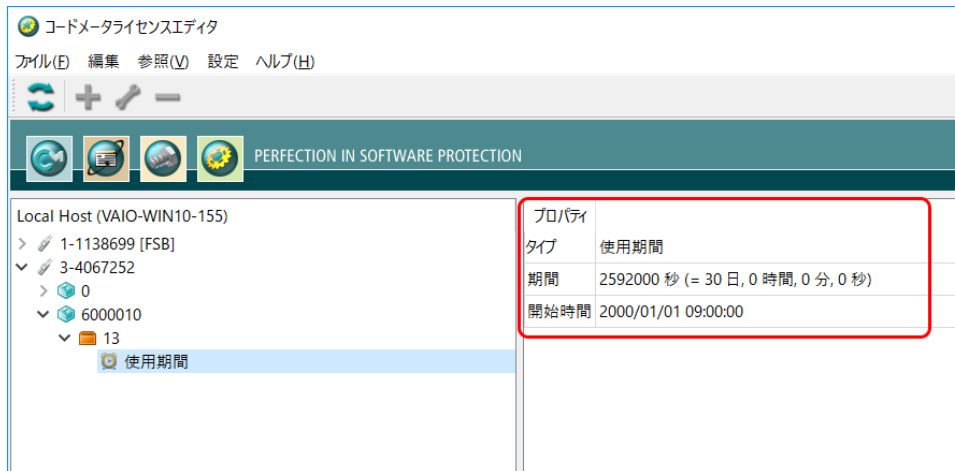 コードメータライセンスエディタ
ファイル(F) 編集 参照(V) 設定 ヘルプ(H)
PERFECTION IN SOFTWARE PROTECTION
Local Host (VAIO-WIN10-155)
1-1138699 [FSB]
3-4067252
0
6000010
13
使用期間
プロパティ
タイプ 使用期間
期間 2592000 秒 (= 30 日, 0 時間, 0 分, 0 秒)
開始時間 2000/01/01 09:00:00